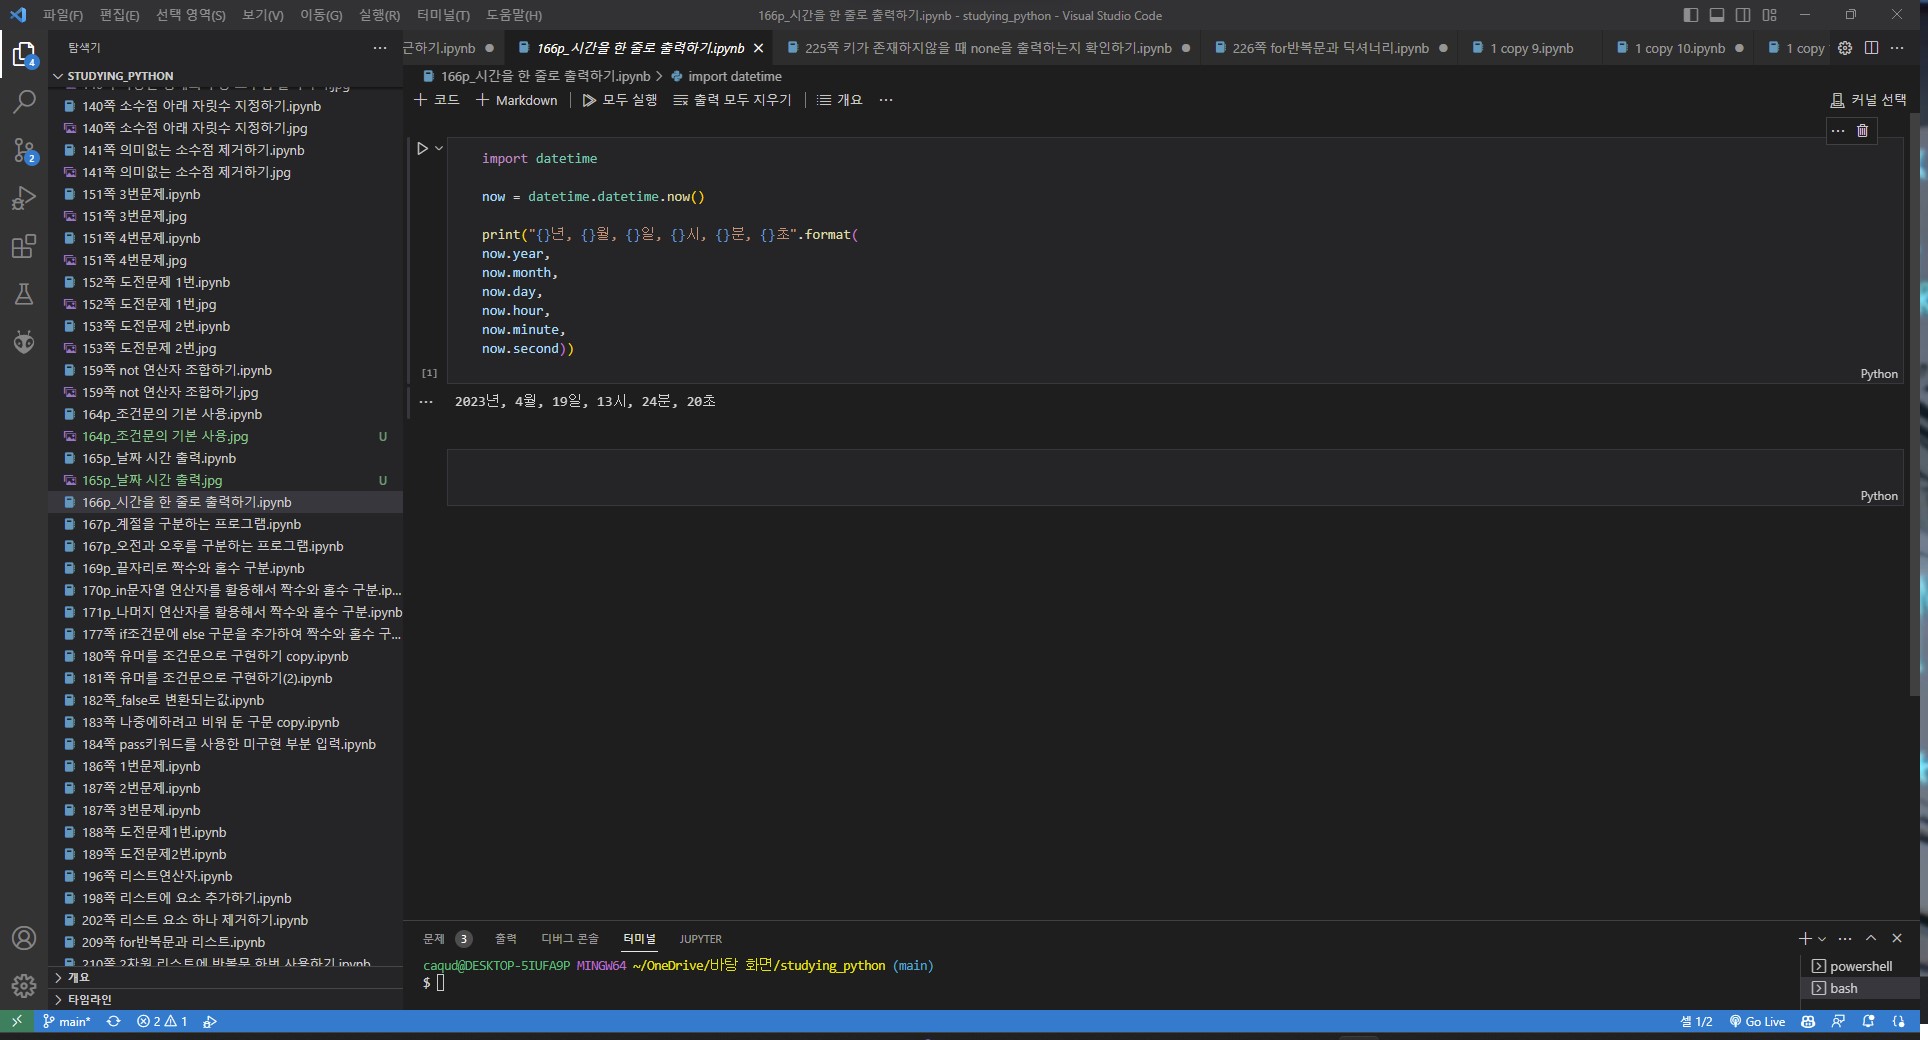 파일(F) 편집(E) 선택 영역(S) 보기(V) 이동(G) 실행(R) 터미널(T) 도움말(H)
166p_시간을 한 줄로 출력하기.ipynb - studying_python - Visual Studio Code
탐색기
근하기.ipynb
166p_시간을 한 줄로 출력하기.ipynb
225쪽 키가 존재하지않을 때 none을 출력하는지 확인하기.ipynb
226쪽 for반복문과 딕셔너리.ipynb
1 copy 9.ipynb
1 copy 10.ipynb
1 copy
STUDYING_PYTHON
140쪽 소수점 아래 자릿수 지정하기.ipynb
140쪽 소수점 아래 자릿수 지정하기.jpg
141쪽 의미없는 소수점 제거하기.ipynb
141쪽 의미없는 소수점 제거하기.jpg
151쪽 3번문제.ipynb
151쪽 3번문제.jpg
151쪽 4번문제.ipynb
151쪽 4번문제.jpg
152쪽 도전문제 1번.ipynb
152쪽 도전문제 1번.jpg
153쪽 도전문제 2번.ipynb
153쪽 도전문제 2번.jpg
159쪽 not 연산자 조합하기.ipynb
159쪽 not 연산자 조합하기.jpg
164p_조건문의 기본 사용.ipynb
164p_조건문의 기본 사용.jpg U
165p_날짜 시간 출력.ipynb
165p_날짜 시간 출력.jpg U
166p_시간을 한 줄로 출력하기.ipynb
167p_계절을 구분하는 프로그램.ipynb
167p_오전과 오후를 구분하는 프로그램.ipynb
169p_끝자리로 짝수와 홀수 구분.ipynb
170p_in문자열 연산자를 활용해서 짝수와 홀수 구분.ip...
171p_나머지 연산자를 활용해서 짝수와 홀수 구분.ipynb
177쪽 if조건문에 else 구문을 추가하여 짝수와 홀수 구...
180쪽 유머를 조건문으로 구현하기 copy.ipynb
181쪽 유머를 조건문으로 구현하기(2).ipynb
182쪽_false로 변환되는값.ipynb
183쪽 나중에하려고 비워 둔 구문 copy.ipynb
184쪽 pass키워드를 사용한 미구현 부분 입력.ipynb
186쪽 1번문제.ipynb
187쪽 2번문제.ipynb
187쪽 3번문제.ipynb
188쪽 도전문제1번.ipynb
189쪽 도전문제2번.ipynb
196쪽 리스트연산자.ipynb
198쪽 리스트에 요소 추가하기.ipynb
202쪽 리스트 요소 하나 제거하기.ipynb
209쪽 for반복문과 리스트.ipynb
210쪽 2차원 리스트에 반복문 한번 사용하기.ipynb
개요
타임라인
166p_시간을 한 줄로 출력하기.ipynb > import datetime
+ 코드 + Markdown 모두 실행 출력 모두 지우기 개요 ...
커널 선택
import datetime
now = datetime.datetime.now()
print("{}년, {}월, {}일, {}시, {}분, {}초".format(
now.year,
now.month,
now.day,
now.hour,
now.minute,
now.second))
[1]
Python
2023년, 4월, 19일, 13시, 24분, 20초
Python
문제 3 출력 디버그 콘솔 터미널 JUPYTER
caqud@DESKTOP-5IUFA9P MINGW64 ~/OneDrive/바탕 화면/studying_python (main)
$
powershell
bash
4
2
main* 2 1
셀 1/2 Go Live